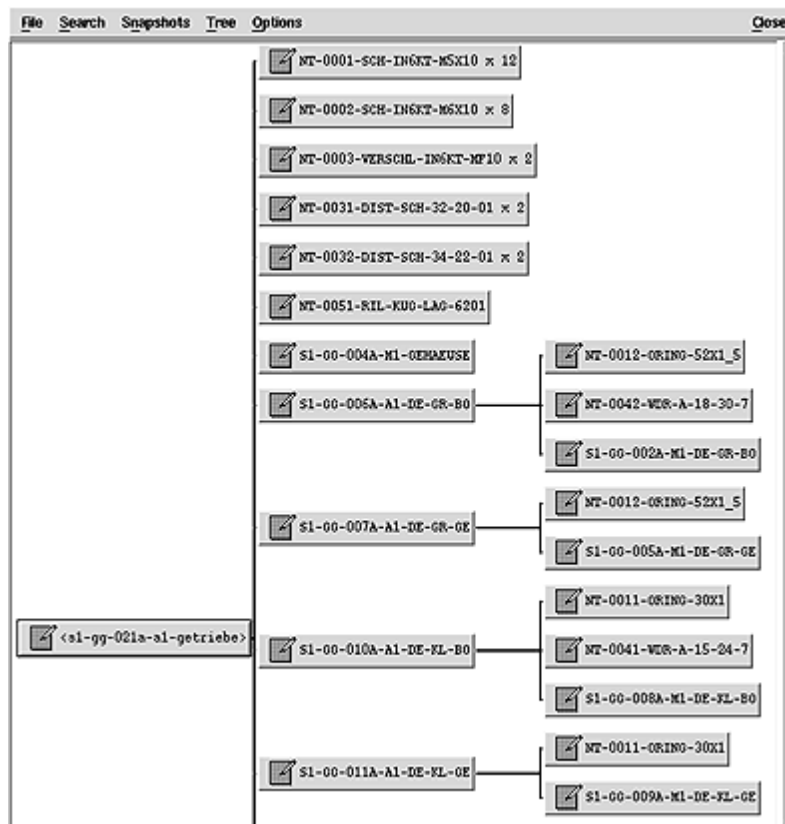 File Search Snapshots Tree Options Close
NT-0001-SCH-IN6KT-M5X10 x 12
NT-0002-SCH-IN6KT-M6X10 x 8
NT-0003-VERSCHL-IN6KT-MF10 x 2
NT-0031-DIST-SCH-32-20-01 x 2
NT-0032-DIST-SCH-34-22-01 x 2
NT-0051-RIL-KUG-LAG-6201
S1-GG-004A-M1-GEHAEUSE
NT-0012-ORING-52X1_5
S1-GG-006A-A1-DE-GR-BO
NT-0042-WDR-A-18-30-7
S1-GG-002A-M1-DE-GR-BO
NT-0012-ORING-52X1_5
S1-GG-007A-A1-DE-GR-GE
S1-GG-005A-M1-DE-GR-GE
NT-0011-ORING-30X1
<s1-gg-021a-a1-getriebe>
S1-GG-010A-A1-DE-KL-BO
NT-0041-WDR-A-15-24-7
S1-GG-008A-M1-DE-KL-BO
NT-0011-ORING-30X1
S1-GG-011A-A1-DE-KL-GE
S1-GG-009A-M1-DE-KL-GE